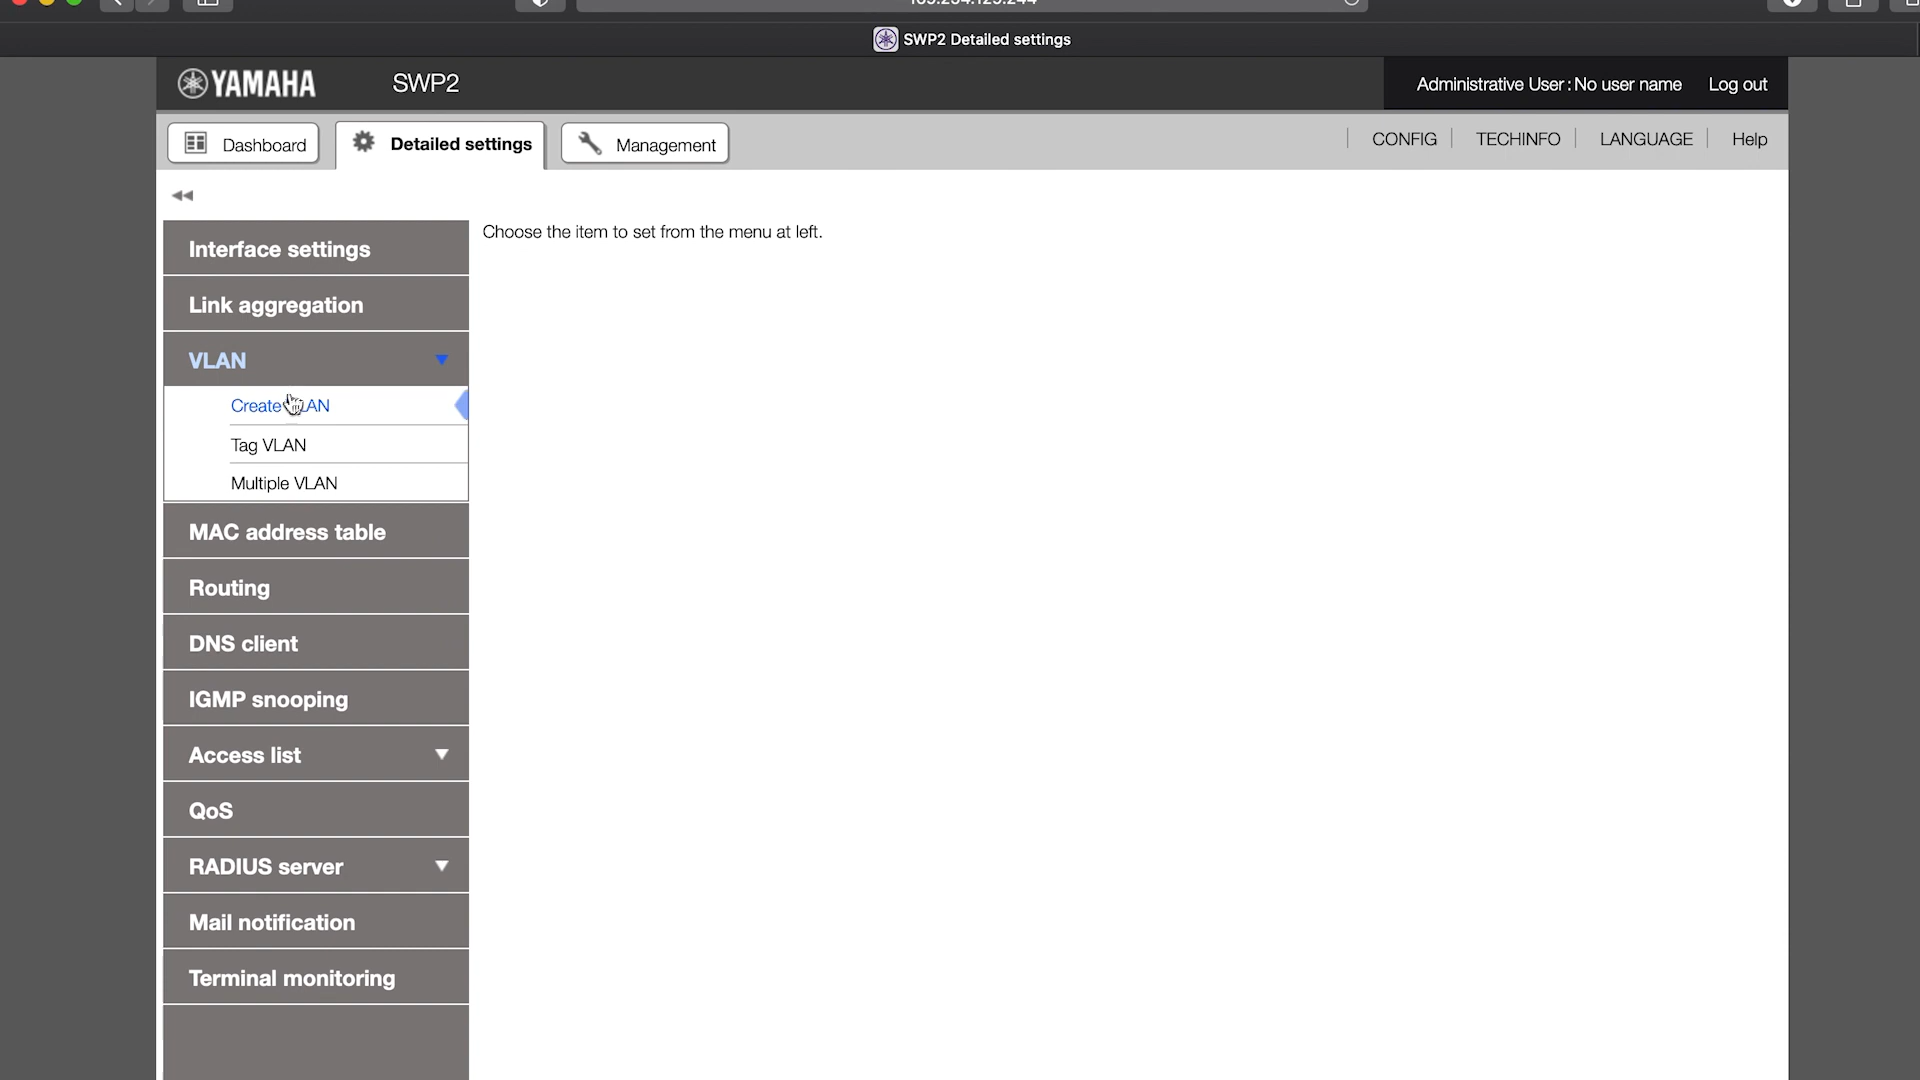 SWP2 Detailed settings
YAMAHA SWP2 Administrative User : No user name Log out
Dashboard Detailed settings Management CONFIG TECHINFO LANGUAGE Help
Choose the item to set from the menu at left.
Interface settings
Link aggregation
VLAN
Create VLAN
Tag VLAN
Multiple VLAN
MAC address table
Routing
DNS client
IGMP snooping
Access list
QoS
RADIUS server
Mail notification
Terminal monitoring